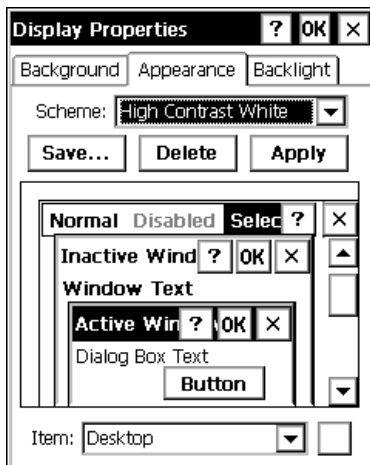 Display Properties ? OK ×
Background Appearance Backlight
Scheme: High Contrast White
Save... Delete Apply
Normal Disabled Selec ? ×
Inactive Wind ? OK ×
Window Text
Active Win ? OK ×
Dialog Box Text
Button
Item: Desktop